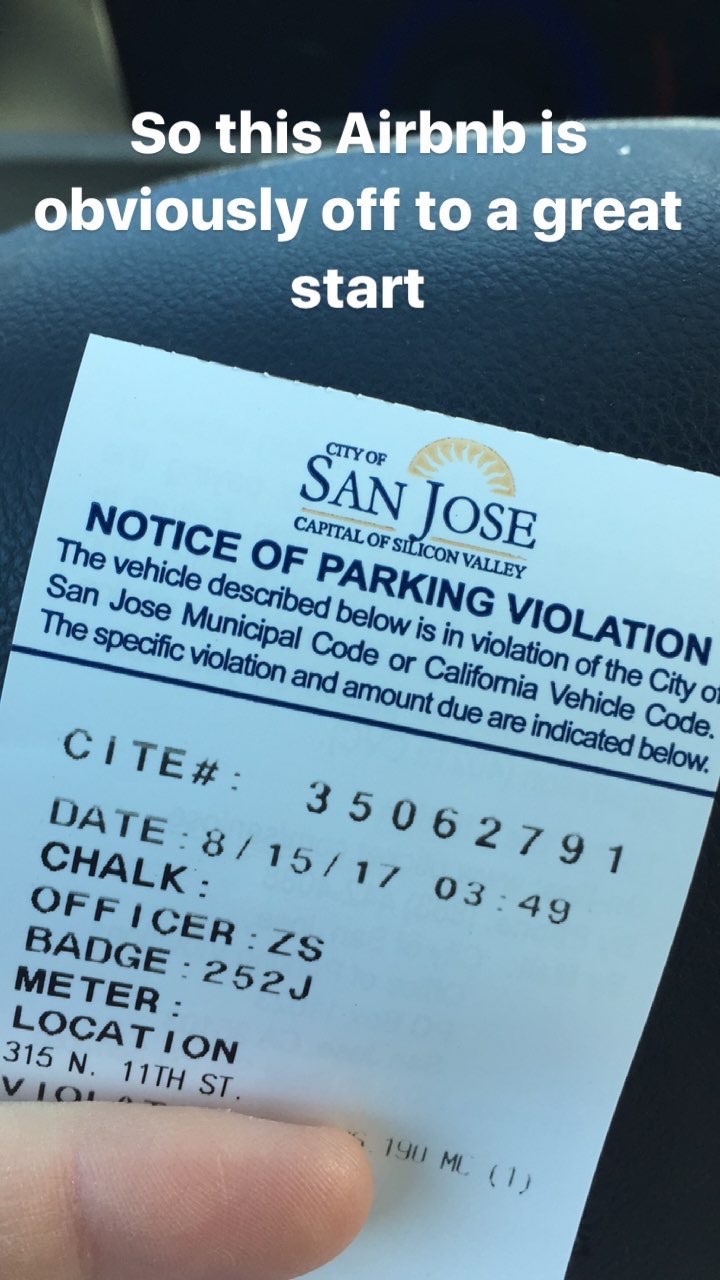 So this Airbnb is
obviously off to a great
start
CITY OF
SAN JOSE
CAPITAL OF SILICON VALLEY
NOTICE OF PARKING VIOLATION
The vehicle described below is in violation of the City of
San Jose Municipal Code or California Vehicle Code.
The specific violation and amount due are indicated below.
CITE#: 35062791
DATE:8/15/17 03:49
CHALK:
OFFICER:ZS
BADGE:252J
METER:
LOCATION
315 N. 11TH ST.
190 MC (1)